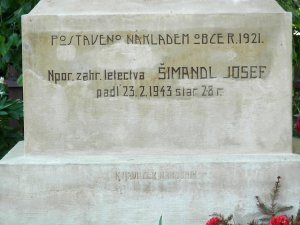 POSTAVENO NÁKLADEM OBCE R.1921.
Npor. zahr. letectva ŠIMANDL JOSEF
padl 23.2.1943 stár 28 r.